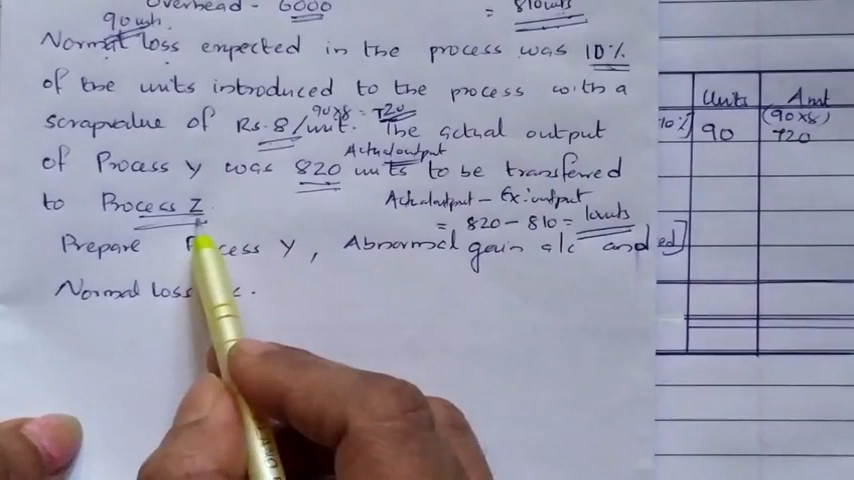 Overhead - 6000
= 810units
90 units
Normal loss expected in the process was 10%
of the units introduced to the process with a
90x8 = 720
scrapvalue of Rs.8/unit. The actual output
Actual output
of Process Y was 820 units to be transferred
to Process Z.
Actual output - Ex: output
= 820 - 810 = 10units
Prepare Process Y, Abnormal gain a/c and
Normal loss
Units Amt
10%] 90 (90x8) 720
ed]